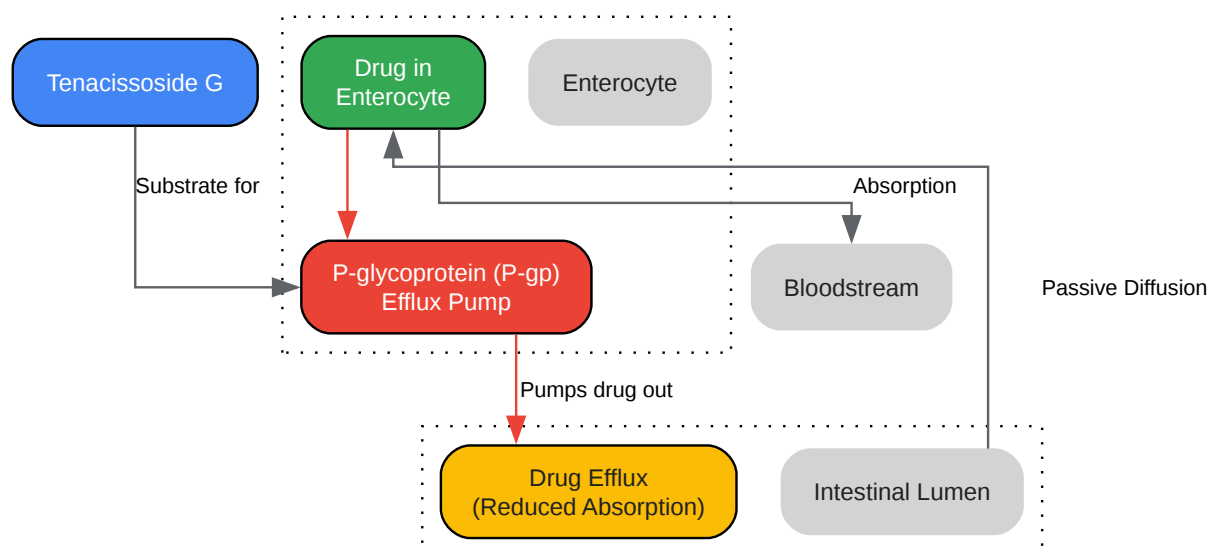 Tenacissoside G
Drug in
Enterocyte
Enterocyte
Substrate for
Absorption
P-glycoprotein (P-gp)
Efflux Pump
Bloodstream
Passive Diffusion
Pumps drug out
Drug Efflux
(Reduced Absorption)
Intestinal Lumen